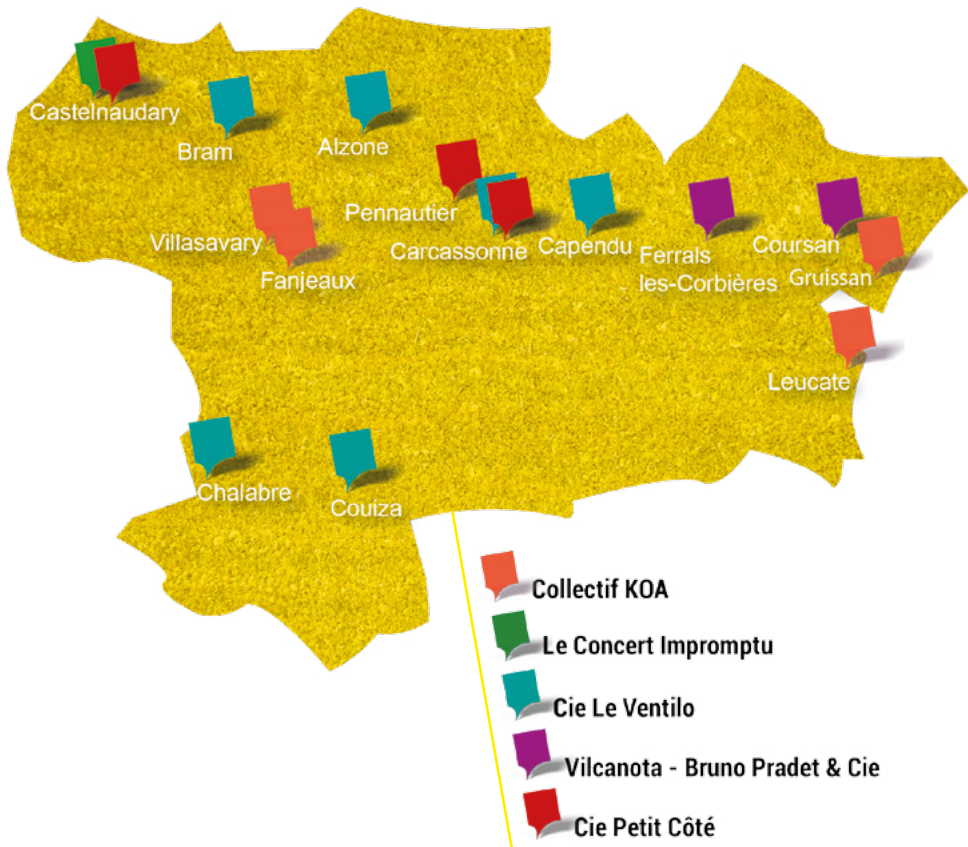 Castelnaudary
Bram
Alzone
Pennautier
Villasavary
Carcassonne
Capendu
Ferrals
les-Corbières
Coursan
Gruissan
Fanjeaux
Leucate
Chalabre
Couiza
Collectif KOA
Le Concert Impromptu
Cie Le Ventilo
Vilcanota - Bruno Pradet & Cie
Cie Petit Côté